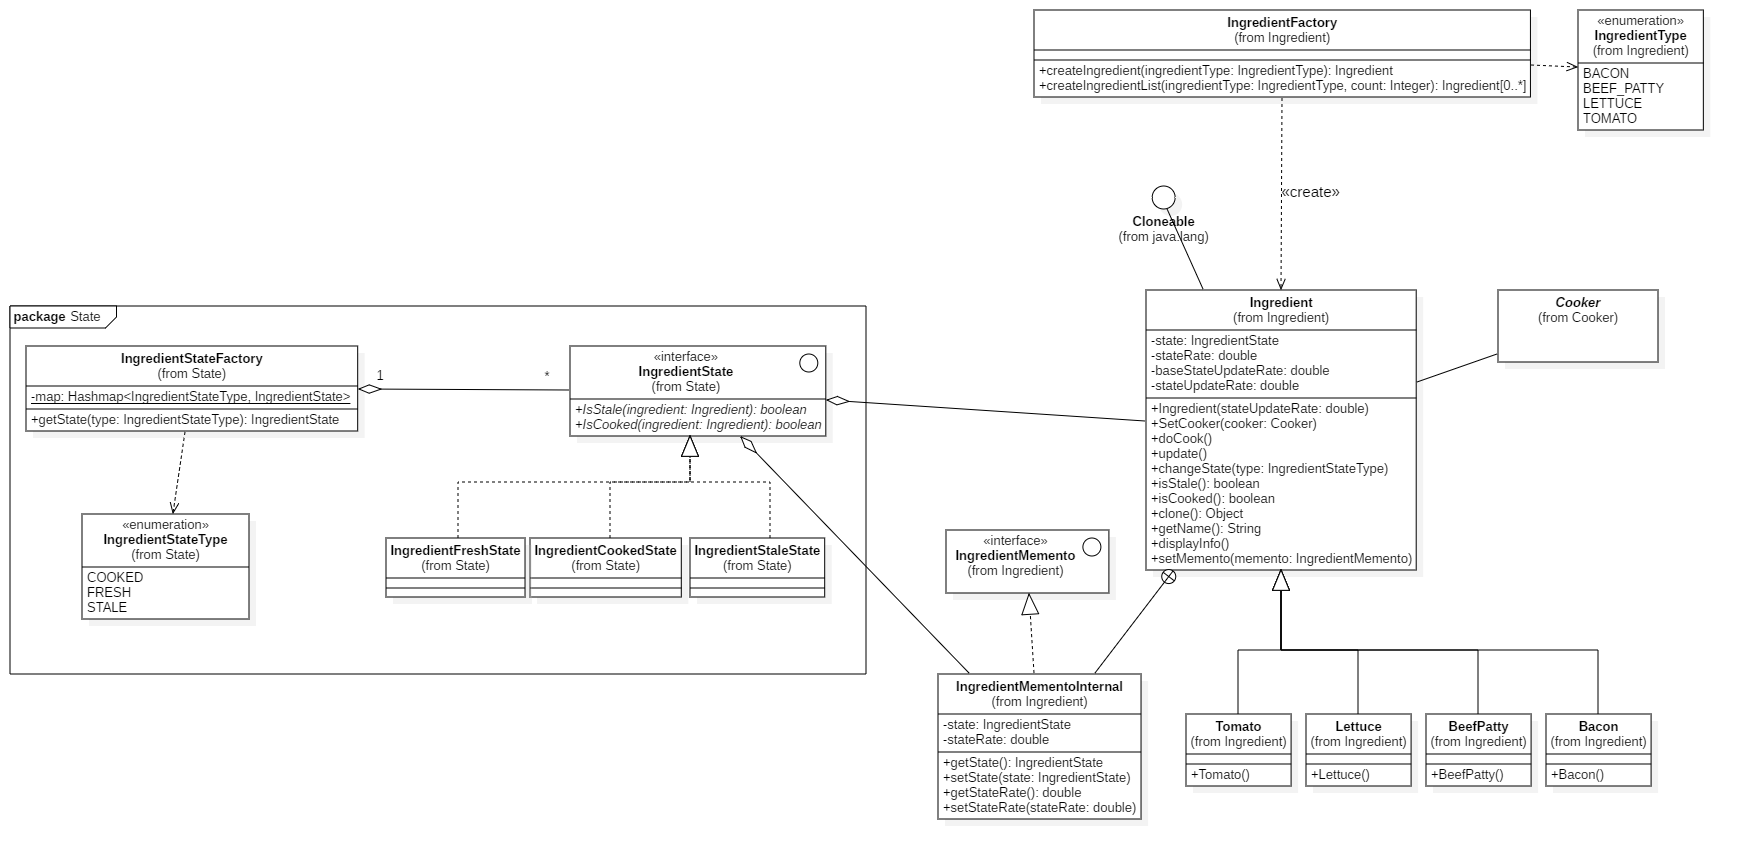 IngredientFactory
(from Ingredient)
+createIngredient(ingredientType: IngredientType): Ingredient
+createIngredientList(ingredientType: IngredientType, count: Integer): Ingredient[0..*]
«enumeration»
IngredientType
(from Ingredient)
BACON
BEEF_PATTY
LETTUCE
TOMATO
«create»
Cloneable
(from java.lang)
Ingredient
(from Ingredient)
-state: IngredientState
-stateRate: double
-baseStateUpdateRate: double
-stateUpdateRate: double
+Ingredient(stateUpdateRate: double)
+SetCooker(cooker: Cooker)
+doCook()
+update()
+changeState(type: IngredientStateType)
+isStale(): boolean
+isCooked(): boolean
+clone(): Object
+getName(): String
+displayInfo()
+setMemento(memento: IngredientMemento)
Cooker
(from Cooker)
package State
IngredientStateFactory
(from State)
-map: Hashmap<IngredientStateType, IngredientState>
+getState(type: IngredientStateType): IngredientState
1
*
«interface»
IngredientState
(from State)
+IsStale(ingredient: Ingredient): boolean
+IsCooked(ingredient: Ingredient): boolean
«enumeration»
IngredientStateType
(from State)
COOKED
FRESH
STALE
IngredientFreshState
(from State)
IngredientCookedState
(from State)
IngredientStaleState
(from State)
«interface»
IngredientMemento
(from Ingredient)
IngredientMementoInternal
(from Ingredient)
-state: IngredientState
-stateRate: double
+getState(): IngredientState
+setState(state: IngredientState)
+getStateRate(): double
+setStateRate(stateRate: double)
Tomato
(from Ingredient)
+Tomato()
Lettuce
(from Ingredient)
+Lettuce()
BeefPatty
(from Ingredient)
+BeefPatty()
Bacon
(from Ingredient)
+Bacon()